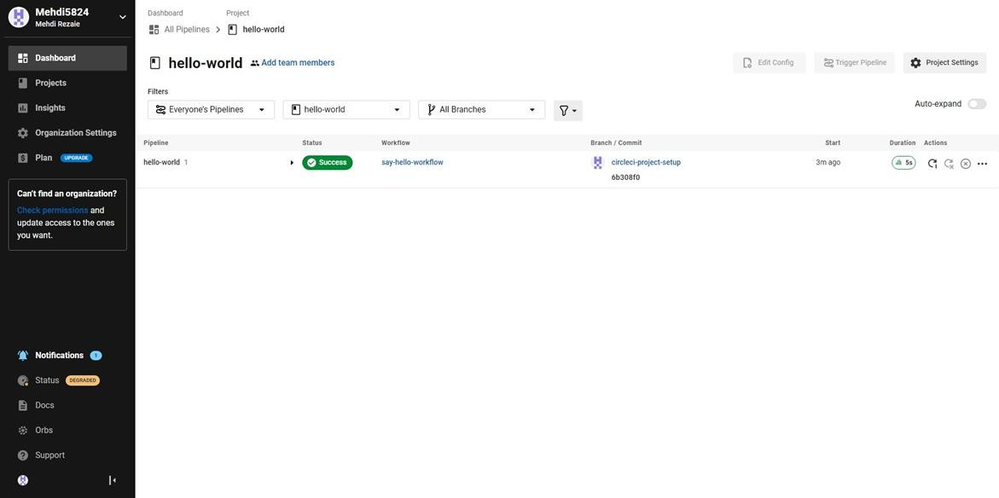 Mehdi5824
Mehdi Rezaie
Dashboard
Projects
Insights
Organization Settings
Plan UPGRADE
Can't find an organization?
Check permissions and
update access to the ones
you want.
Notifications 1
Status DEGRADED
Docs
Orbs
Support
Dashboard Project
All Pipelines hello-world
hello-world Add team members
Edit Config Trigger Pipeline Project Settings
Filters
Everyone's Pipelines hello-world All Branches
Auto-expand
Pipeline Status Workflow Branch / Commit Start Duration Actions
hello-world 1 Success say-hello-workflow circleci-project-setup 3m ago 5s
6b308f0